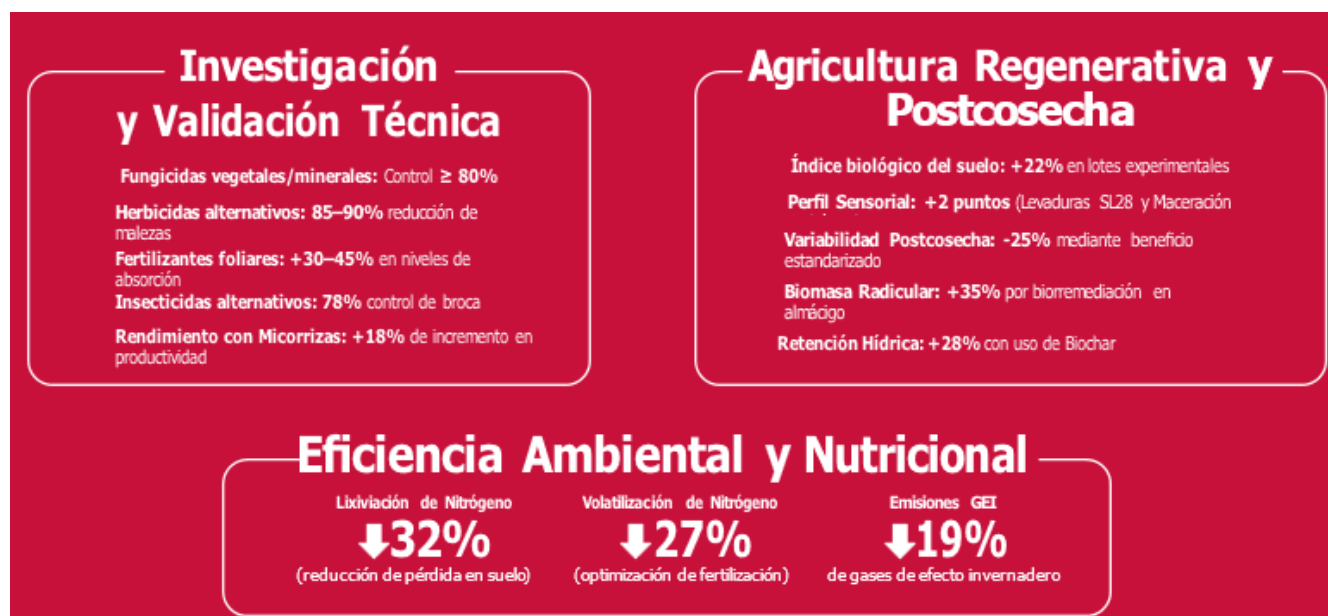 Investigación
y Validación Técnica
Fungicidas vegetales/minerales: Control ≥ 80%
Herbicidas alternativos: 85–90% reducción de
malezas
Fertilizantes foliares: +30–45% en niveles de
absorción
Insecticidas alternativos: 78% control de broca
Rendimiento con Micorrizas: +18% de incremento en
productividad
Agricultura Regenerativa y
Postcosecha
Índice biológico del suelo: +22% en lotes experimentales
Perfil Sensorial: +2 puntos (Levaduras SL28 y Maceración
Variabilidad Postcosecha: -25% mediante beneficio
estandarizado
Biomasa Radicular: +35% por biorremediación en
almácigo
Retención Hídrica: +28% con uso de Biochar
Eficiencia Ambiental y Nutricional
Lixiviación de Nitrógeno
32%
(reducción de pérdida en suelo)
Volatilización de Nitrógeno
27%
(optimización de fertilización)
Emisiones GEI
19%
de gases de efecto invernadero